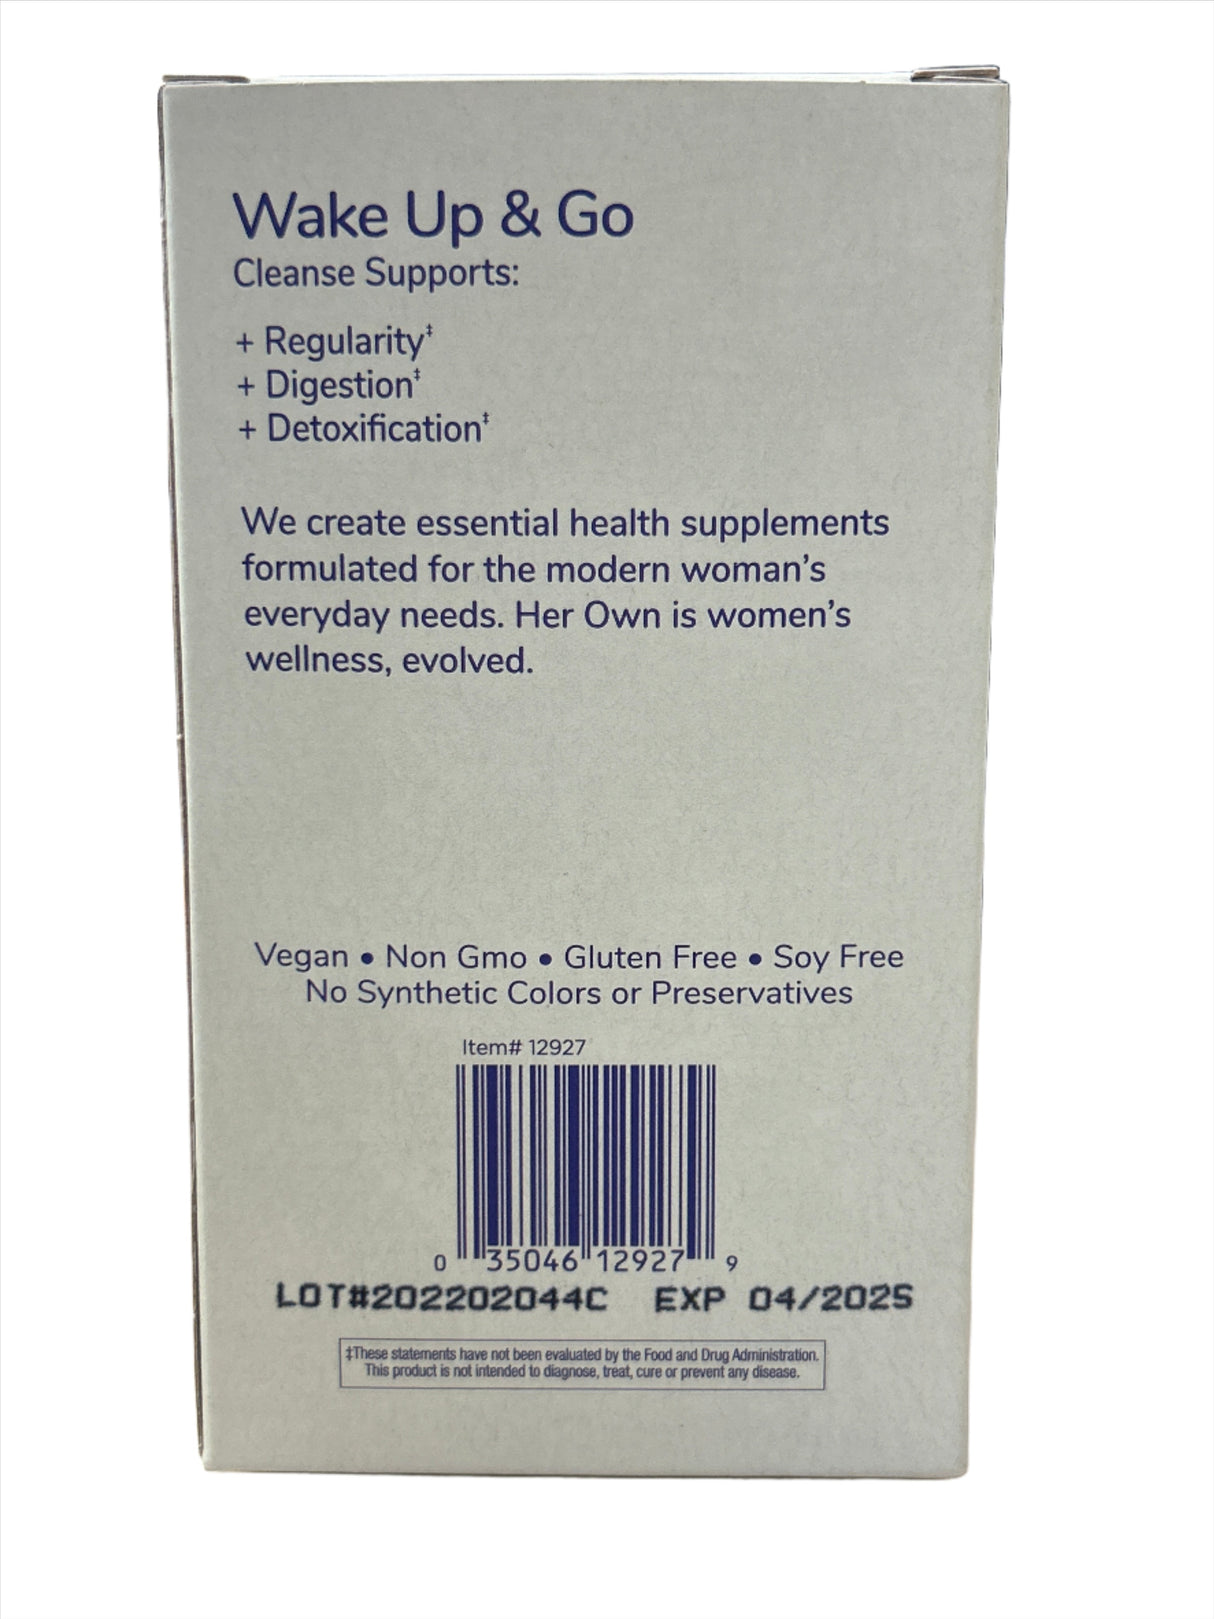 Wake Up & Go
Cleanse Supports:
+ Regularity‡
+ Digestion‡
+ Detoxification‡
We create essential health supplements
formulated for the modern woman’s
everyday needs. Her Own is women’s
wellness, evolved.
Vegan • Non Gmo • Gluten Free • Soy Free
No Synthetic Colors or Preservatives
Item# 12927
0 35046 12927 9
LOT#202202044C EXP 04/2025
‡These statements have not been evaluated by the Food and Drug Administration.
This product is not intended to diagnose, treat, cure or prevent any disease.